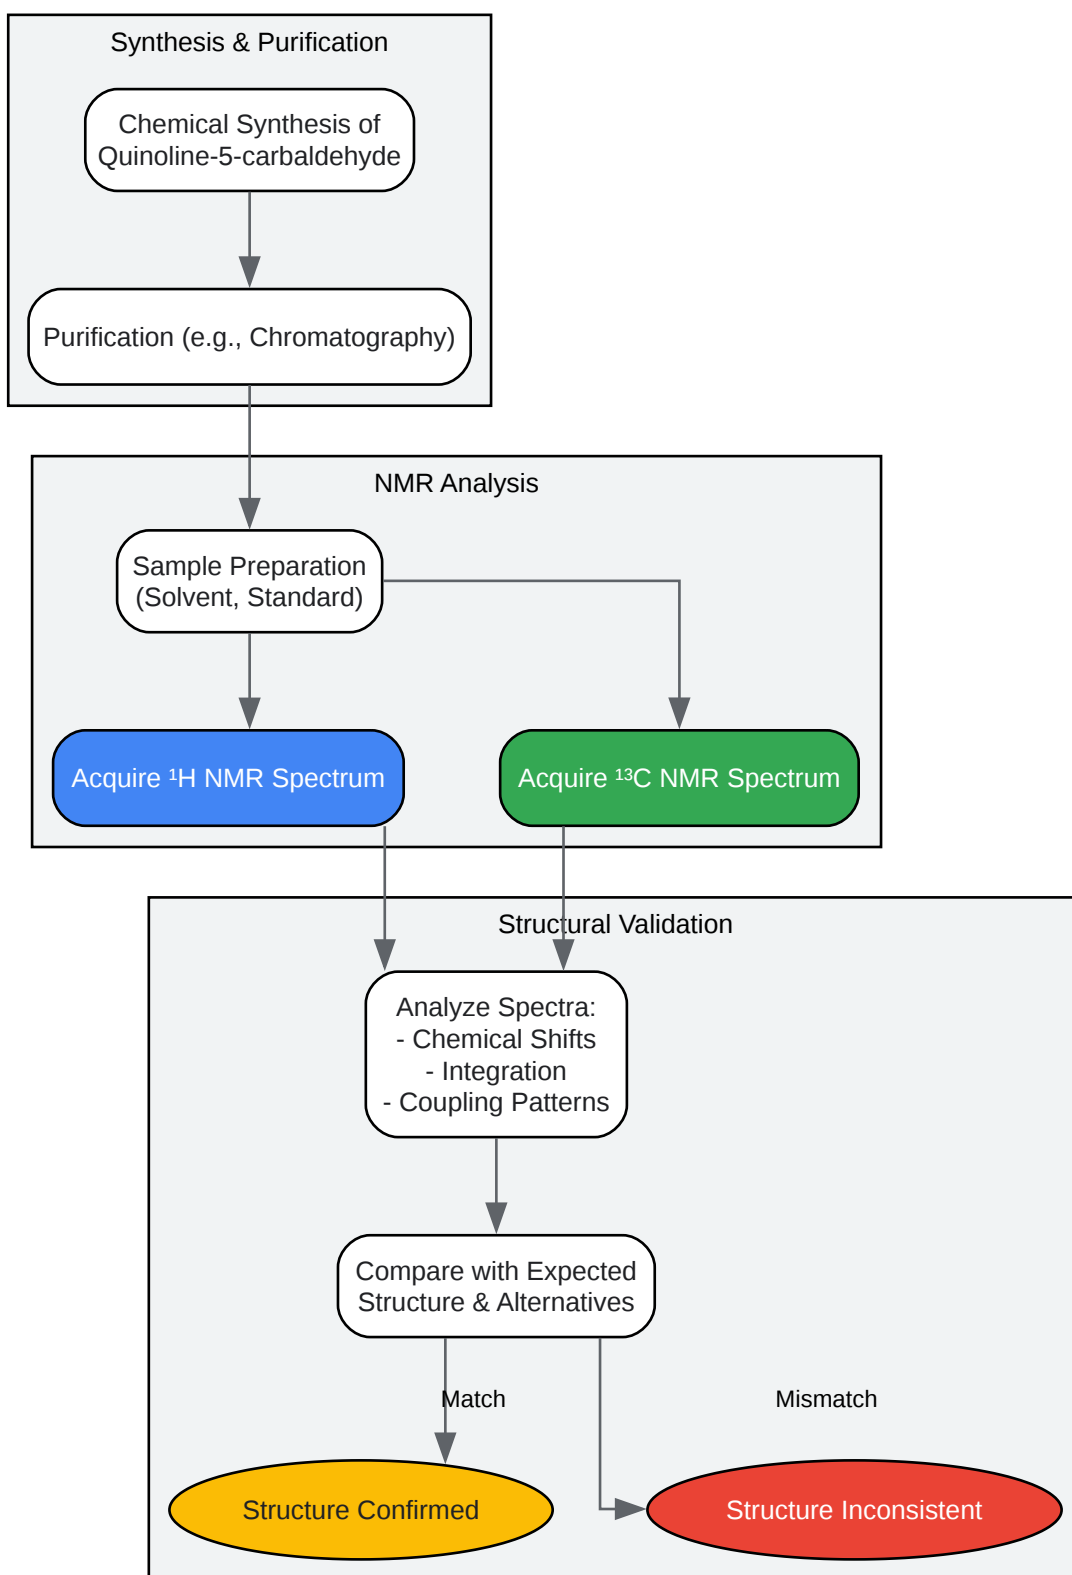 Synthesis & Purification
Chemical Synthesis of
Quinoline-5-carbaldehyde
Purification (e.g., Chromatography)
NMR Analysis
Sample Preparation
(Solvent, Standard)
Acquire ¹H NMR Spectrum
Acquire ¹³C NMR Spectrum
Structural Validation
Analyze Spectra:
- Chemical Shifts
- Integration
- Coupling Patterns
Compare with Expected
Structure & Alternatives
Match
Mismatch
Structure Confirmed
Structure Inconsistent